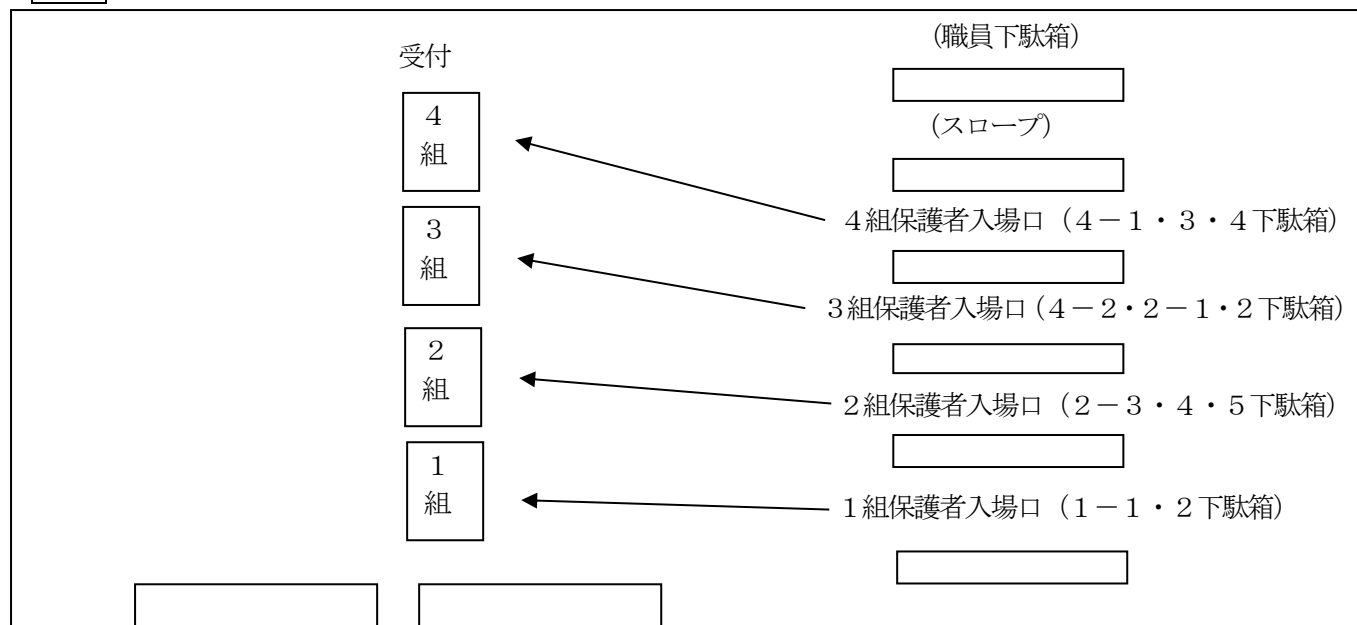 (職員下駄箱)
受付
4
組
(スロープ)
4組保護者入場口（4－1・3・4下駄箱）
3
組
3組保護者入場口（4－2・2－1・2下駄箱）
2
組
2組保護者入場口（2－3・4・5下駄箱）
1
組
1組保護者入場口（1－1・2下駄箱）